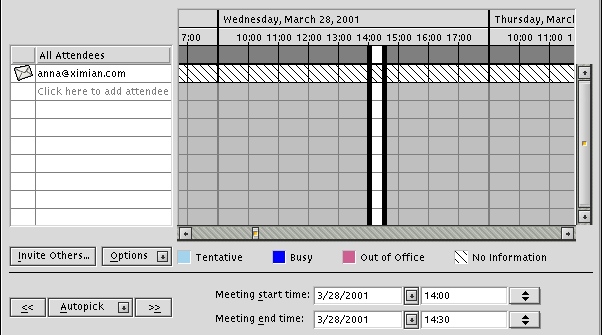 Wednesday, March 28, 2001 Thursday, Marcl
7:00 10:00 11:00 12:00 13:00 14:00 15:00 16:00 17:00 10:00 11:00 1
All Attendees
anna@ximian.com
Click here to add attendee
Invite Others... Options Tentative Busy Out of Office No Information
Meeting start time: 3/28/2001 14:00
<< Autopick >>
Meeting end time: 3/28/2001 14:30